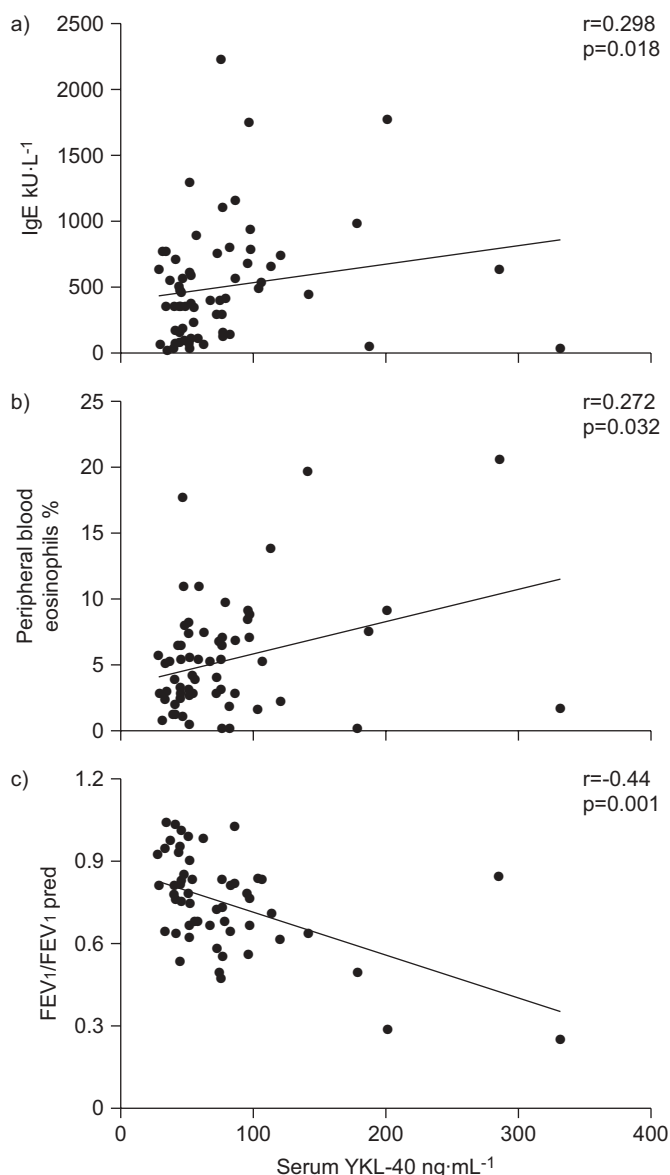 a)
r=0.298
p=0.018
2500
2000
1500
1000
500
0
IgE kU·L⁻¹
b)
r=0.272
p=0.032
25
20
15
10
5
0
Peripheral blood
eosinophils %
c)
r=-0.44
p=0.001
1.2
0.9
0.6
0.3
0
FEV1/FEV1 pred
0 100 200 300 400
Serum YKL-40 ng·mL⁻¹